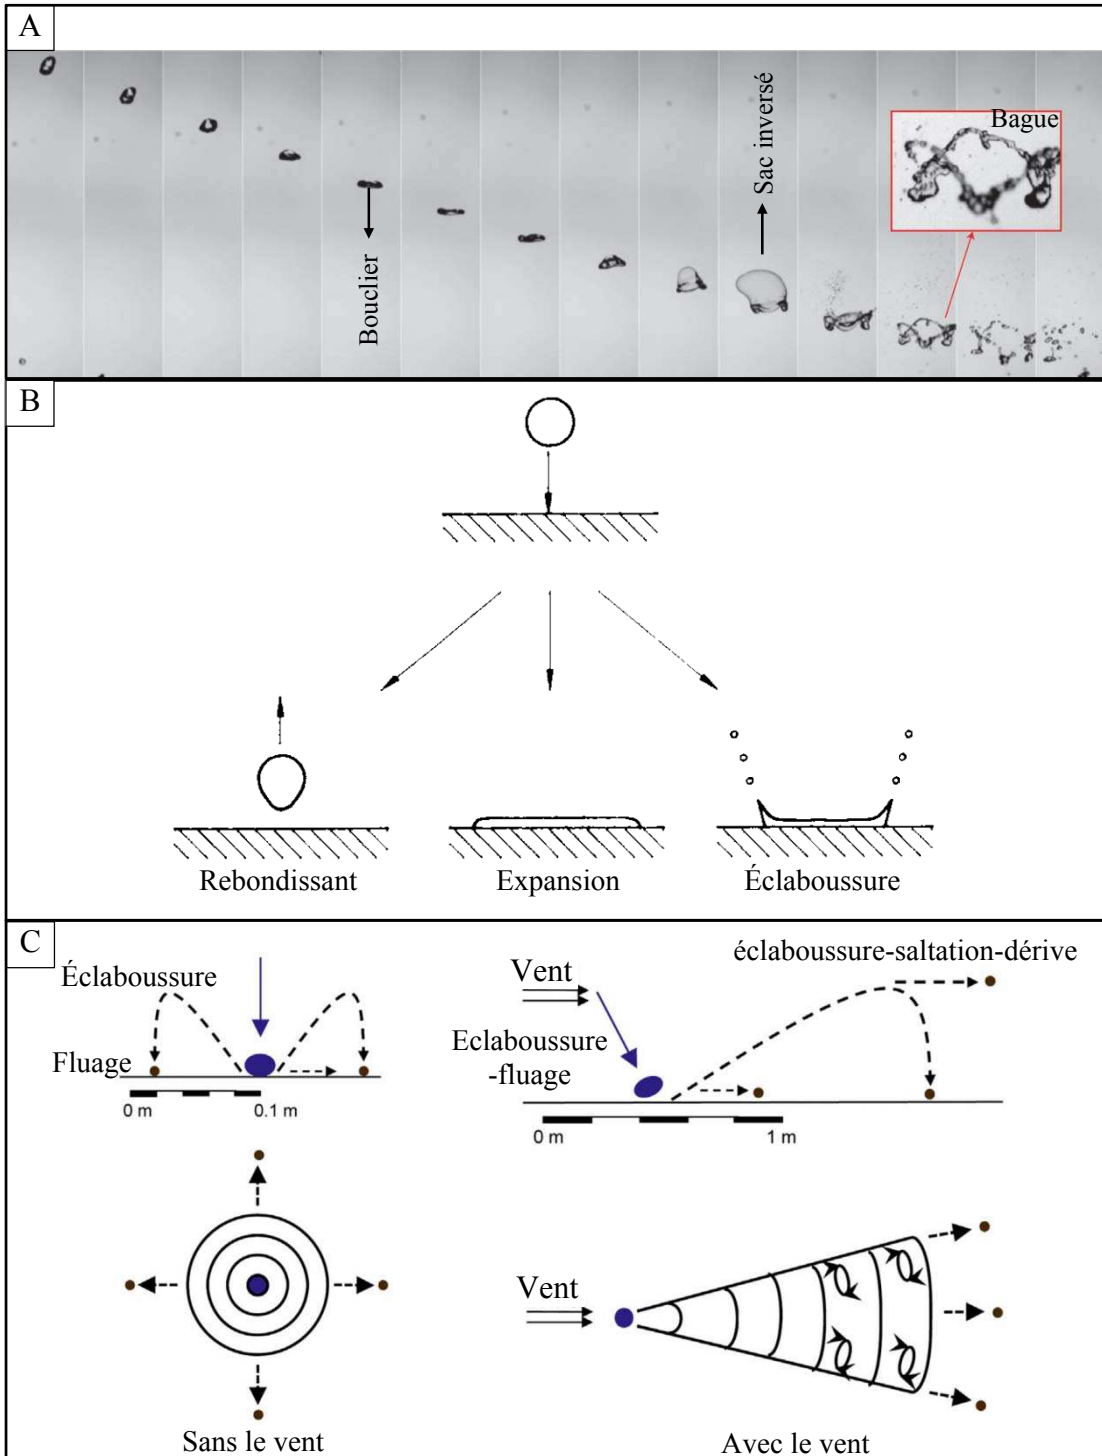 A
Bouclier
Sac inversé
Bague
B
Rebondissant
Expansion
Éclaboussure
C
Éclaboussure
Fluage
0 m
0.1 m
Sans le vent
Vent
éclaboussure-saltation-dérive
Eclaboussure
-fluage
0 m
1 m
Vent
Avec le vent